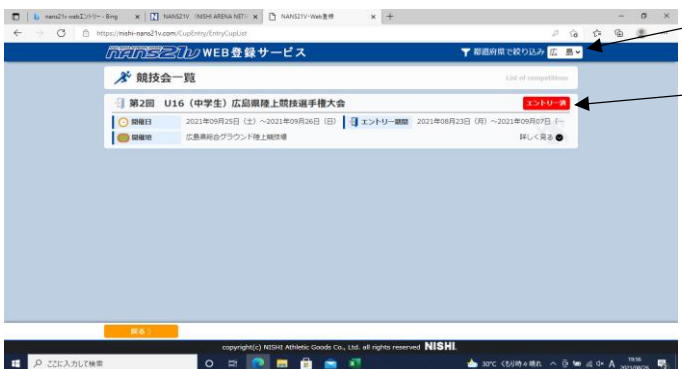 nans21v webエントリー - Bing
NANS21V (NISHI ARENA NET)
NANS21V-Web登録
https://nishi-nans21v.com/CupEntry/EntryCupList
NANS21V WEB登録サービス
都道府県で絞り込み 広 島
競技会一覧
List of competitions
第2回 U16（中学生）広島県陸上競技選手権大会
エントリー済
開催日 2021年09月25日（土）～2021年09月26日（日） エントリー期間 2021年08月23日（月）～2021年09月07日（…
開催地 広島県総合グラウンド陸上競技場 詳しく見る
戻る
copyright(c) NISHI Athletic Goods Co., Ltd. all rights reserved NISHI.
ここに入力して検索
30°C くもり時々晴れ
A
19:16
2021/08/26